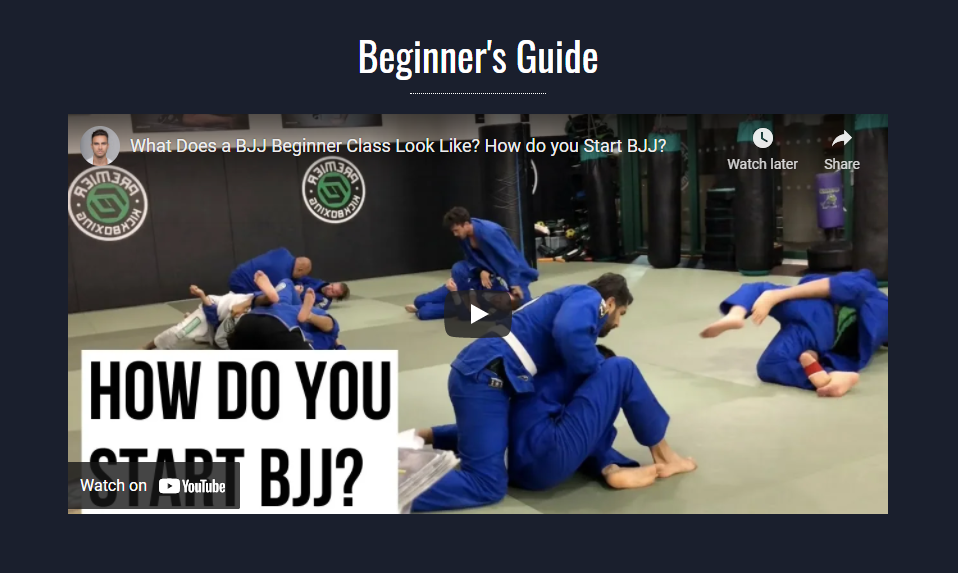 Beginner's Guide
What Does a BJJ Beginner Class Look Like? How do you Start BJJ?
Watch later
Share
PREMIER
KICKBOXING
PREMIER
KICKBOXING
HOW DO YOU
START BJJ?
Watch on YouTube